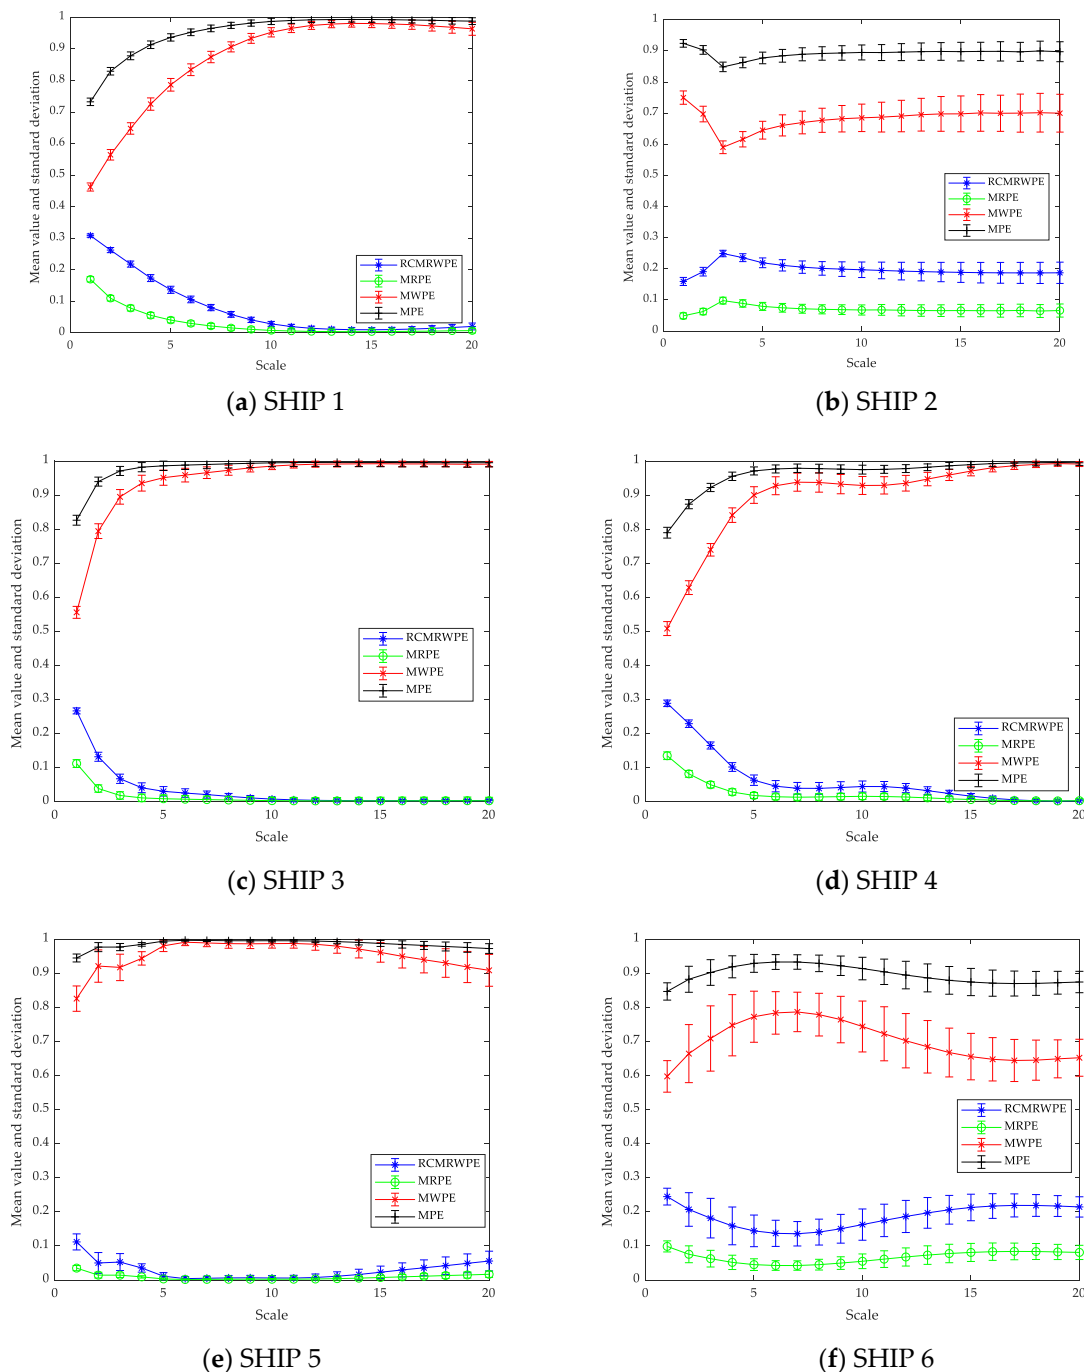 Mean value and standard deviation
1
0.9
0.8
0.7
0.6
0.5
0.4
0.3
0.2
0.1
0
RCMRWPE
MRPE
MWPE
MPE
0 5 10 15 20
Scale
(a) SHIP 1
Mean value and standard deviation
1
0.9
0.8
0.7
0.6
0.5
0.4
0.3
0.2
0.1
0
RCMRWPE
MRPE
MWPE
MPE
0 5 10 15 20
Scale
(b) SHIP 2
Mean value and standard deviation
1
0.9
0.8
0.7
0.6
0.5
0.4
0.3
0.2
0.1
0
RCMRWPE
MRPE
MWPE
MPE
0 5 10 15 20
Scale
(c) SHIP 3
Mean value and standard deviation
1
0.9
0.8
0.7
0.6
0.5
0.4
0.3
0.2
0.1
0
RCMRWPE
MRPE
MWPE
MPE
0 5 10 15 20
Scale
(d) SHIP 4
Mean value and standard deviation
1
0.9
0.8
0.7
0.6
0.5
0.4
0.3
0.2
0.1
0
RCMRWPE
MRPE
MWPE
MPE
0 5 10 15 20
Scale
(e) SHIP 5
Mean value and standard deviation
1
0.9
0.8
0.7
0.6
0.5
0.4
0.3
0.2
0.1
0
RCMRWPE
MRPE
MWPE
MPE
0 5 10 15 20
Scale
(f) SHIP 6